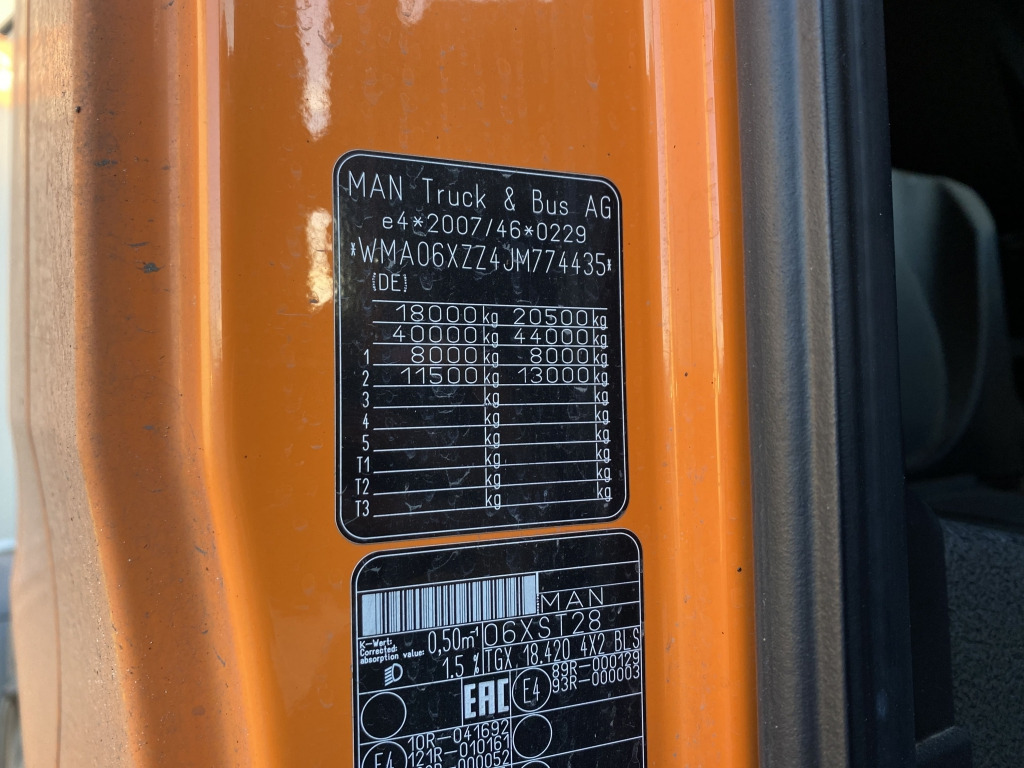 MAN Truck & Bus AG
e4*2007/46*0229
*WMA06XZZ4JM774435*
(DE)
18000 kg 20500 kg
40000 kg 44000 kg
1 8000 kg 8000 kg
2 11500 kg 13000 kg
3 kg kg
4 kg kg
5 kg kg
T1 kg kg
T2 kg kg
T3 kg kg
MAN
K-Wert:
Corrected
absorption value:
0,50m⁻¹
06XST28
1.5 %
TGX 18.420 4X2 BLS
EAC
E4
89R-000129
93R-000003
E4
10R-041692
121R-010161